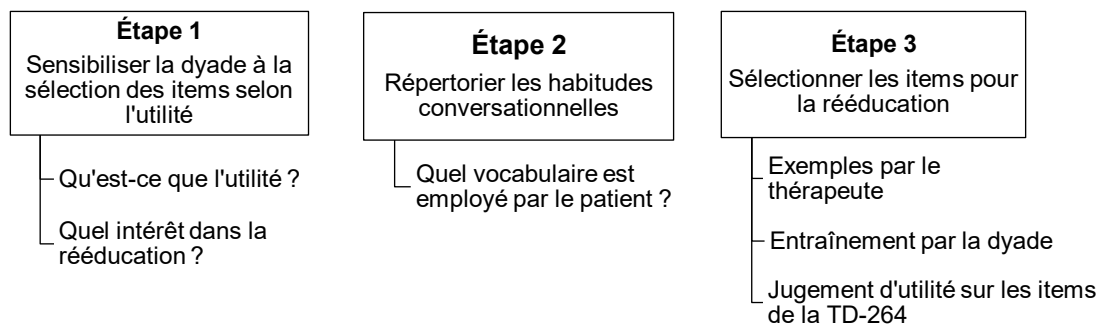 Étape 1
Sensibiliser la dyade à la
sélection des items selon
l'utilité
Qu'est-ce que l'utilité ?
Quel intérêt dans la
rééducation ?
Étape 2
Répertorier les habitudes
conversationnelles
Quel vocabulaire est
employé par le patient ?
Étape 3
Sélectionner les items pour
la rééducation
Exemples par le
thérapeute
Entraînement par la dyade
Jugement d'utilité sur les items
de la TD-264